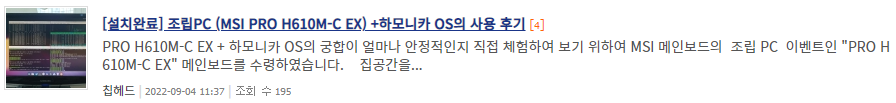 [설치완료] 조립PC (MSI PRO H610M-C EX) +하모니카 OS의 사용 후기 [4]
PRO H610M-C EX + 하모니카 OS의 궁합이 얼마나 안정적인지 직접 체험하여 보기 위하여 MSI 메인보드의 조립 PC 이벤트인 "PRO H
610M-C EX" 메인보드를 수령하였습니다. 집공간을...
칩헤드 | 2022-09-04 11:37 | 조회 수 195